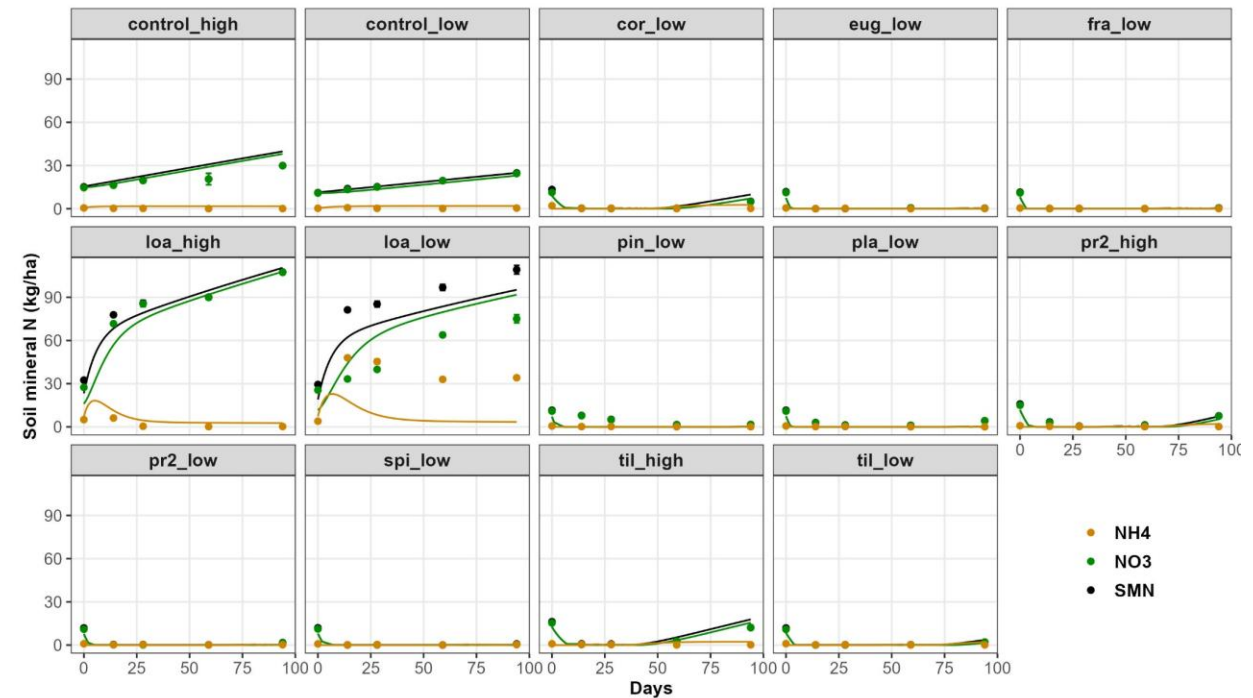 control_high control_low cor_low eug_low fra_low
90
60
30
0
loa_high loa_low pin_low pla_low pr2_high
Soil mineral N (kg/ha)
90
60
30
0
0 25 50 75 100
pr2_low spi_low til_high til_low
90
60
30
0
NH4
NO3
SMN
0 25 50 75 100 0 25 50 75 100 0 25 50 75 100 0 25 50 75 100
Days